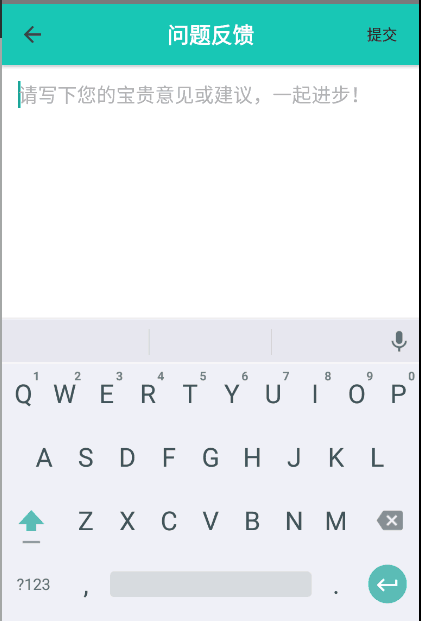 问题反馈 提交
请写下您的宝贵意见或建议，一起进步！
1 2 3 4 5 6 7 8 9 0
Q W E R T Y U I O P
A S D F G H J K L
Z X C V B N M
?123 , .